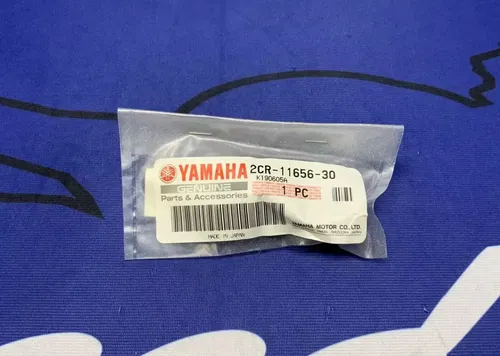 YAMAHA 2CR-11656-30
K190605A
GENUINE
Parts & Accessories
1 PC
YAMAHA MOTOR CO., LTD.
MADE IN JAPAN